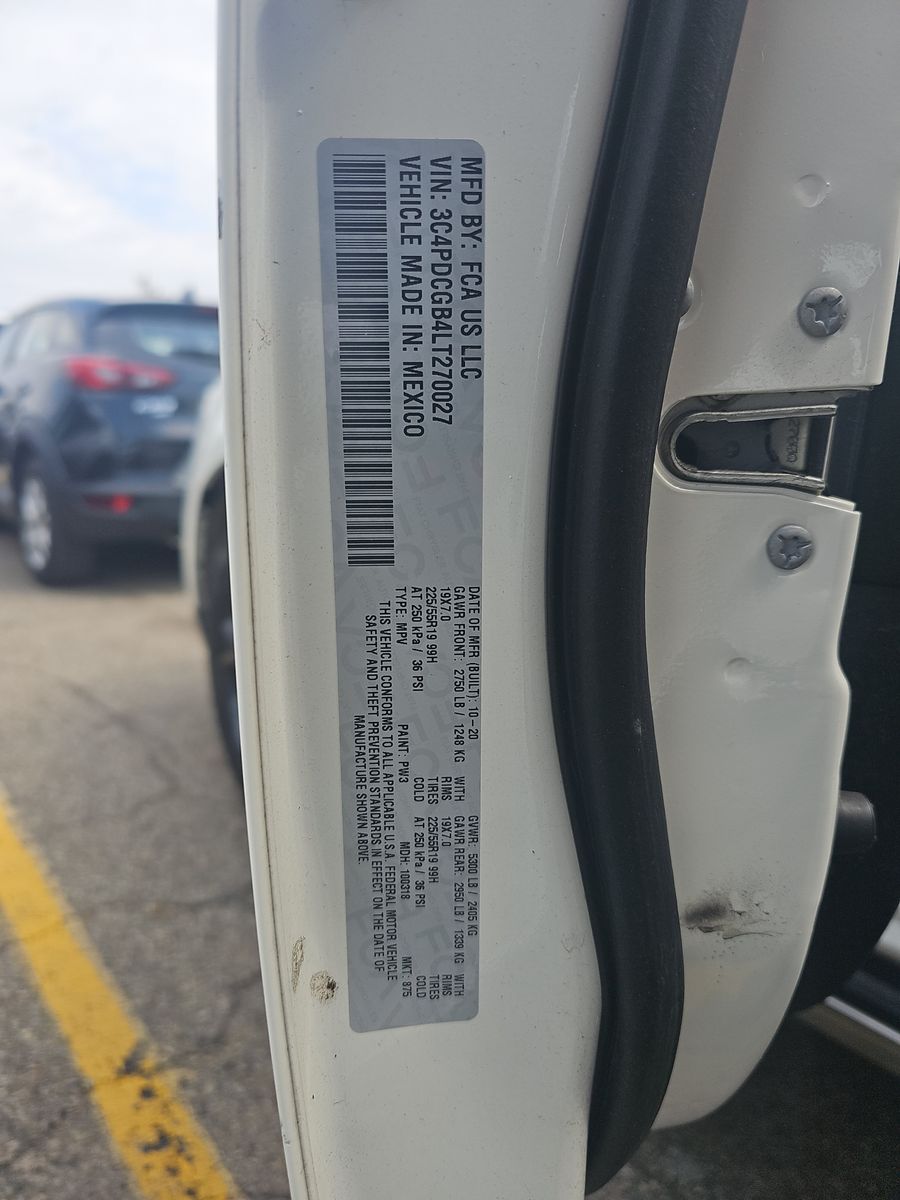 MFD BY: FCA US LLC
VIN: 3C4PDCGB4LT270027
VEHICLE MADE IN: MEXICO
DATE OF MFR (BUILT): 10-20 GVWR: 5300 LB / 2405 KG
GAWR FRONT: 2750 LB / 1248 KG WITH GAWR REAR: 2950 LB / 1339 KG WITH
19X7.0 RIMS 19X7.0 RIMS
225/55R19 99H TIRES 225/55R19 99H TIRES
AT 250 kPa / 36 PSI COLD AT 250 kPa / 36 PSI COLD
TYPE: MPV PAINT: PW3 MDH: 100318 MKT: 875
THIS VEHICLE CONFORMS TO ALL APPLICABLE U.S.A. FEDERAL MOTOR VEHICLE
SAFETY AND THEFT PREVENTION STANDARDS IN EFFECT ON THE DATE OF
MANUFACTURE SHOWN ABOVE.